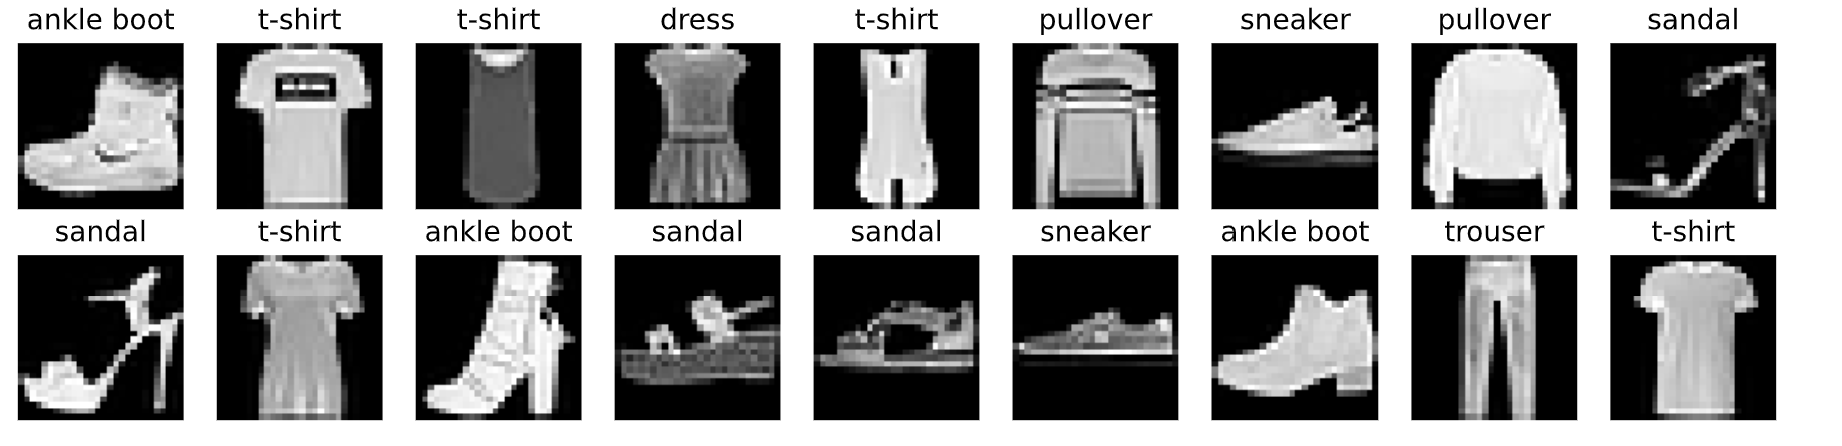 ankle boot t-shirt t-shirt dress t-shirt pullover sneaker pullover sandal
sandal t-shirt ankle boot sandal sandal sneaker ankle boot trouser t-shirt